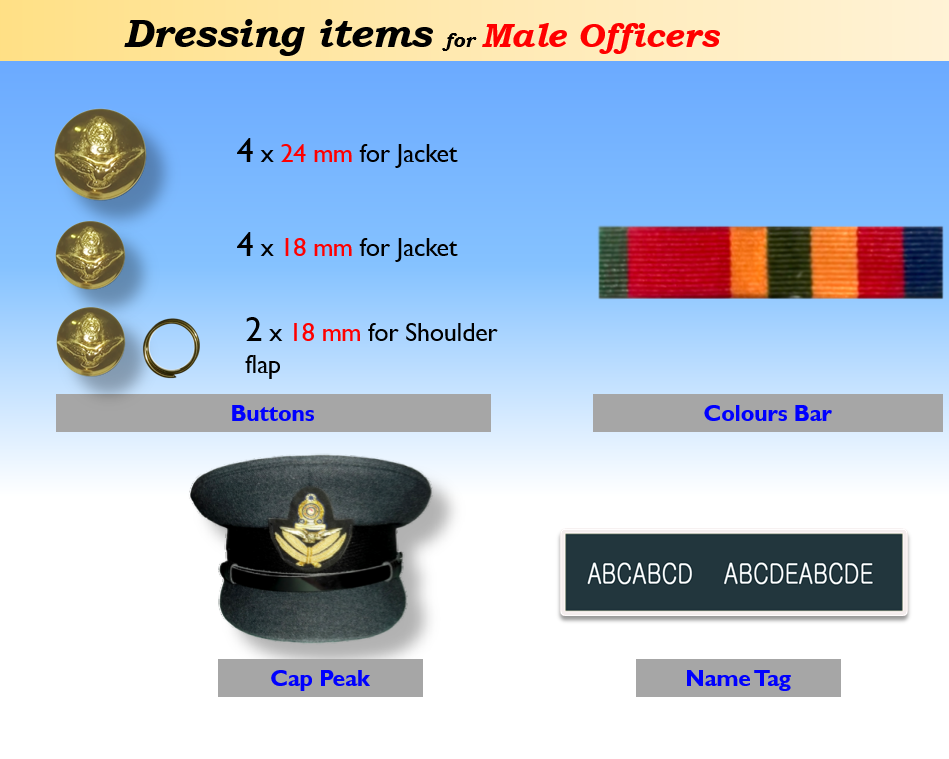 Dressing items for Male Officers
4 x 24 mm for Jacket
4 x 18 mm for Jacket
2 x 18 mm for Shoulder
flap
Buttons
Colours Bar
ABCABCD ABCDEABCDE
Cap Peak
Name Tag